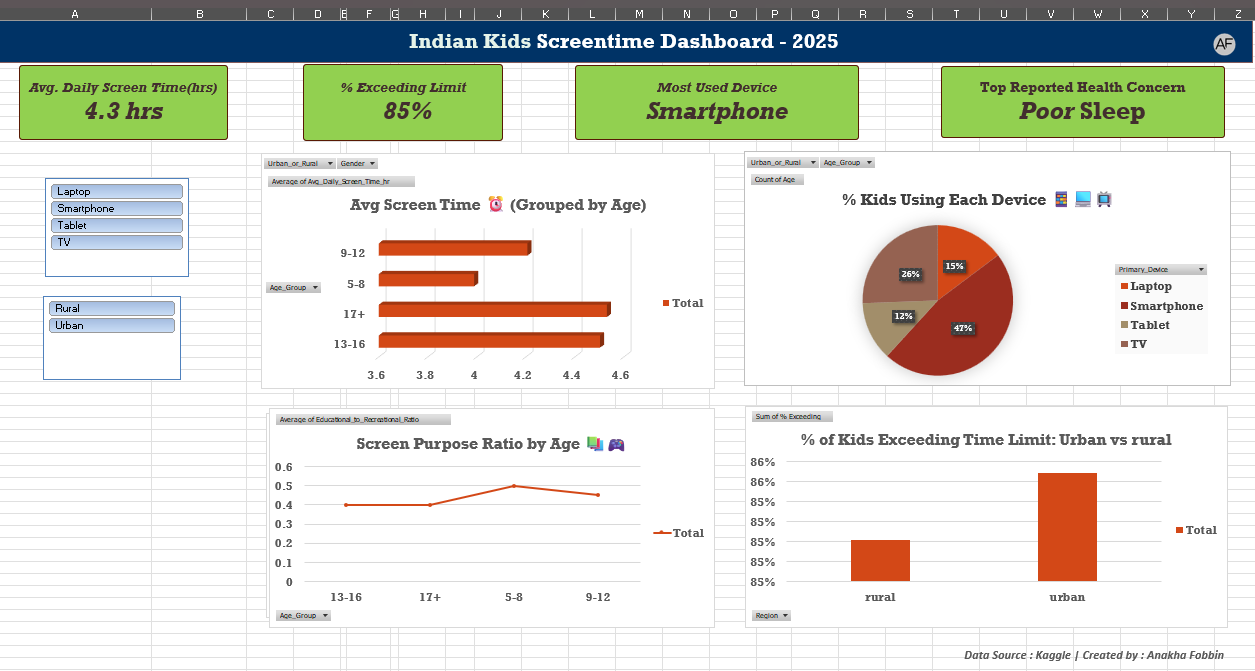 A B C D E F G H I J K L M N O P Q R S T U V W X Y Z
Indian Kids Screentime Dashboard - 2025
AF
Avg. Daily Screen Time(hrs)
4.3 hrs
% Exceeding Limit
85%
Most Used Device
Smartphone
Top Reported Health Concern
Poor Sleep
Laptop
Smartphone
Tablet
TV
Rural
Urban
Urban_or_Rural Gender
Average of Avg_Daily_Screen_Time_hr
Avg Screen Time (Grouped by Age)
9-12
5-8
17+
13-16
Age_Group
3.6 3.8 4 4.2 4.4 4.6
Total
Urban_or_Rural Age_Group
Count of Age
% Kids Using Each Device
15%
26%
12%
47%
Primary_Device
Laptop
Smartphone
Tablet
TV
Average of Educational_to_Recreational_Ratio
Screen Purpose Ratio by Age
0.6
0.5
0.4
0.3
0.2
0.1
0
13-16 17+ 5-8 9-12
Total
Age_Group
Sum of % Exceeding
% of Kids Exceeding Time Limit: Urban vs rural
86%
86%
85%
85%
85%
85%
85%
rural urban
Total
Region
Data Source : Kaggle | Created by : Anakha Fobbin